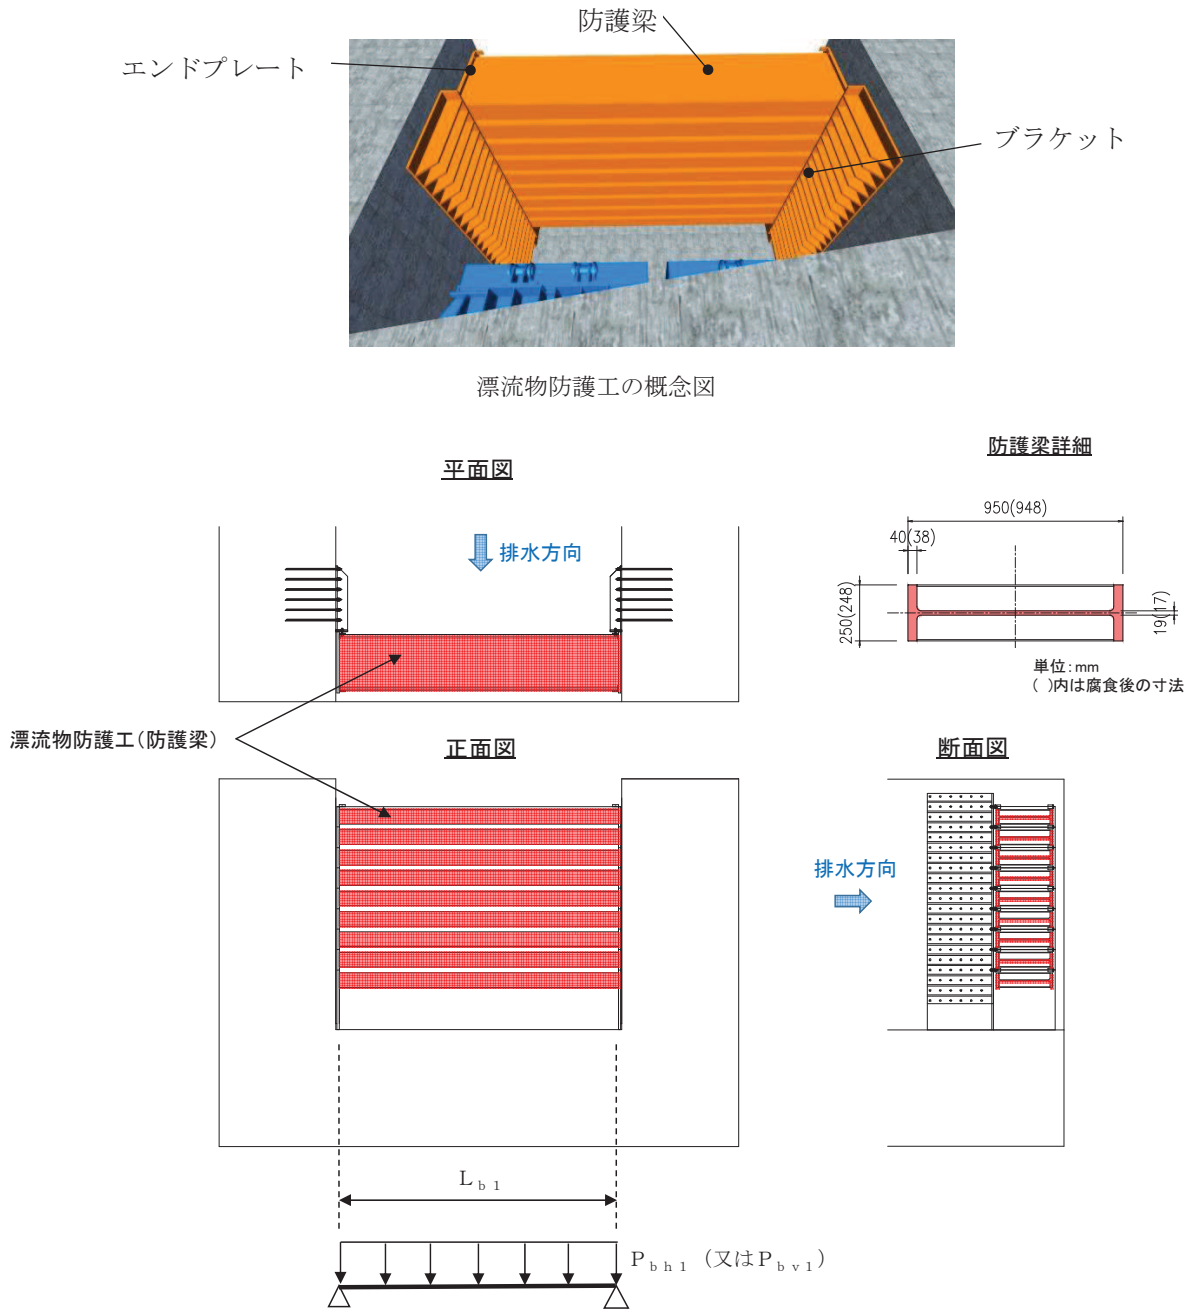 防護梁
エンドプレート
ブラケット
漂流物防護工の概念図
防護梁詳細
平面図
950(948)
40(38)
排水方向
250(248)
19(17)
単位:mm
( )内は腐食後の寸法
漂流物防護工(防護梁)
正面図
断面図
排水方向
Lb1
Pbh1 (又はPbv1)